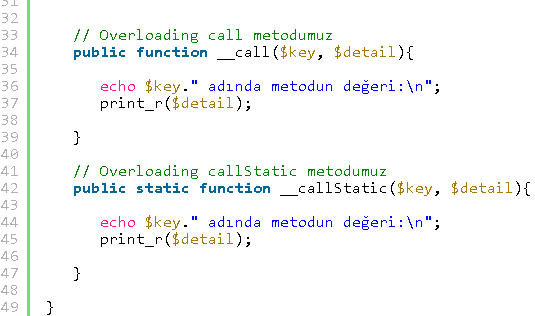 31
32
33 // Overloading call metodumuz
34 public function __call($key, $detail){
35
36 echo $key." adında metodun değeri:\n";
37 print_r($detail);
38
39 }
40
41 // Overloading callStatic metodumuz
42 public static function __callStatic($key, $detail){
43
44 echo $key." adında metodun değeri:\n";
45 print_r($detail);
46
47 }
48
49 }